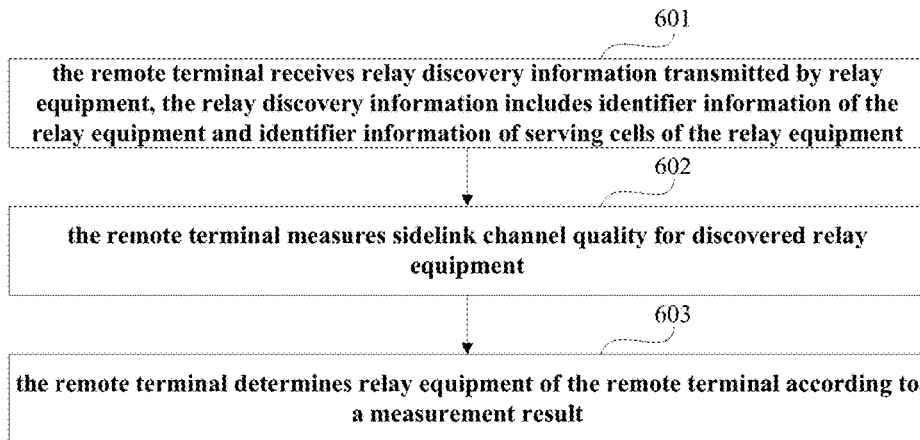 601
the remote terminal receives relay discovery information transmitted by relay
equipment, the relay discovery information includes identifier information of the
relay equipment and identifier information of serving cells of the relay equipment
602
the remote terminal measures sidelink channel quality for discovered relay
equipment
603
the remote terminal determines relay equipment of the remote terminal according to
a measurement result